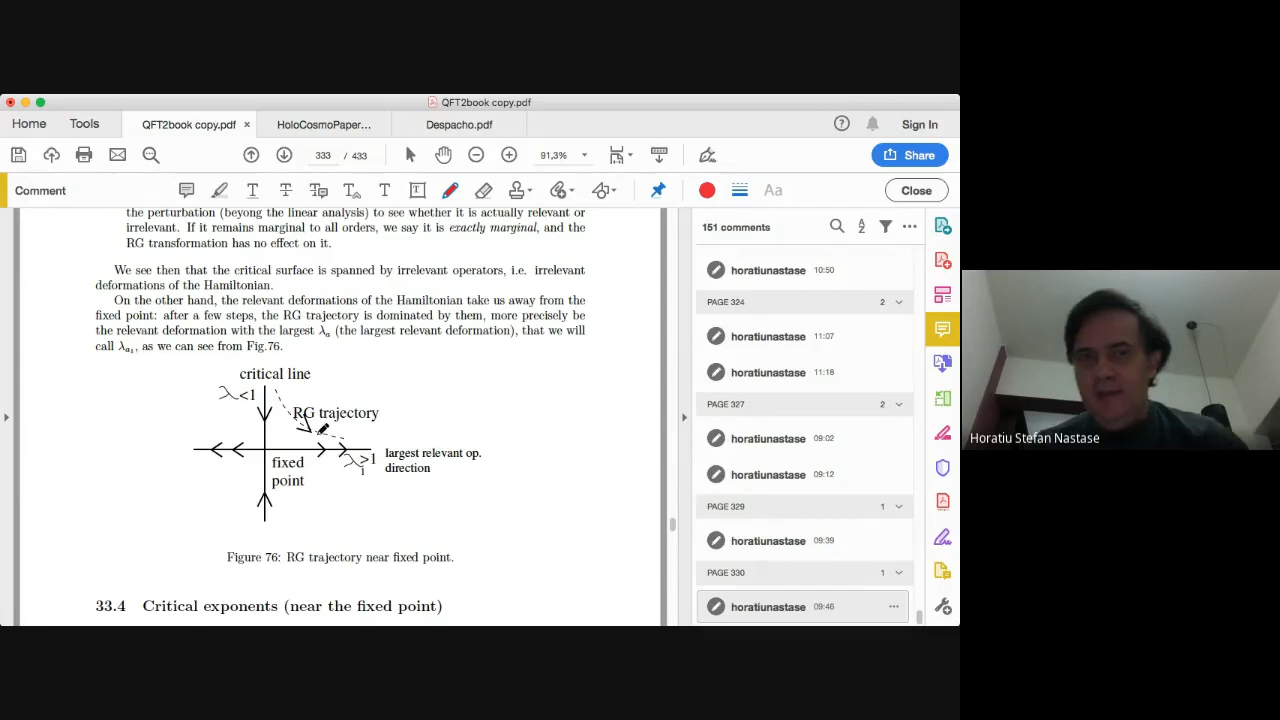 QFT2book copy.pdf
Home
Tools
QFT2book copy.pdf ×
HoloCosmoPaper...
Despacho.pdf
Sign In
333 / 433
91,3%
Share
Comment
Aa
Close
the perturbation (beyong the linear analysis) to see whether it is actually relevant or
irrelevant. If it remains marginal to all orders, we say it is exactly marginal, and the
RG transformation has no effect on it.
We see then that the critical surface is spanned by irrelevant operators, i.e. irrelevant
deformations of the Hamiltonian.
On the other hand, the relevant deformations of the Hamiltonian take us away from the
fixed point: after a few steps, the RG trajectory is dominated by them, more precisely be
the relevant deformation with the largest λa (the largest relevant deformation), that we will
call λa1, as we can see from Fig.76.
critical line
λ<1
RG trajectory
fixed
point
λ1>1
largest relevant op.
direction
Figure 76: RG trajectory near fixed point.
33.4 Critical exponents (near the fixed point)
151 comments
horatiunastase 10:50
PAGE 324 2
horatiunastase 11:07
horatiunastase 11:18
PAGE 327 2
horatiunastase 09:02
horatiunastase 09:12
PAGE 329 1
horatiunastase 09:39
PAGE 330 1
horatiunastase 09:46
Horatiu Stefan Nastase